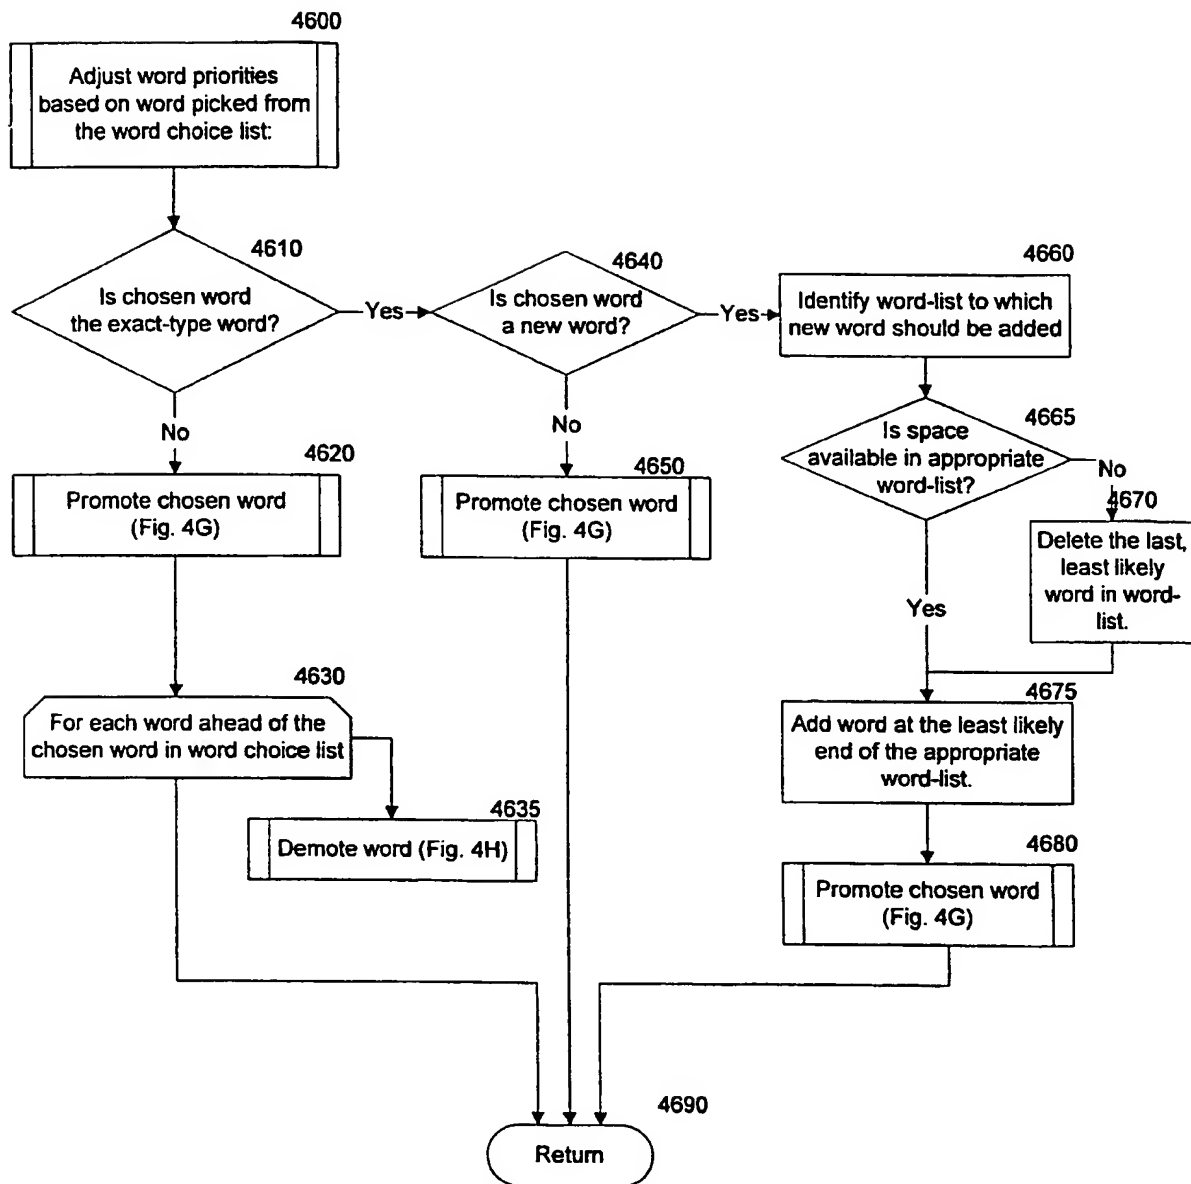 4600
Adjust word priorities
based on word picked from
the word choice list:
4610
Is chosen word
the exact-type word?
Yes
No
4640
Is chosen word
a new word?
Yes
No
4660
Identify word-list to which
new word should be added
4665
Is space
available in appropriate
word-list?
No
Yes
4670
Delete the last,
least likely
word in word-
list.
4620
Promote chosen word
(Fig. 4G)
4650
Promote chosen word
(Fig. 4G)
4630
For each word ahead of the
chosen word in word choice list
4635
Demote word (Fig. 4H)
4675
Add word at the least likely
end of the appropriate
word-list.
4680
Promote chosen word
(Fig. 4G)
4690
Return